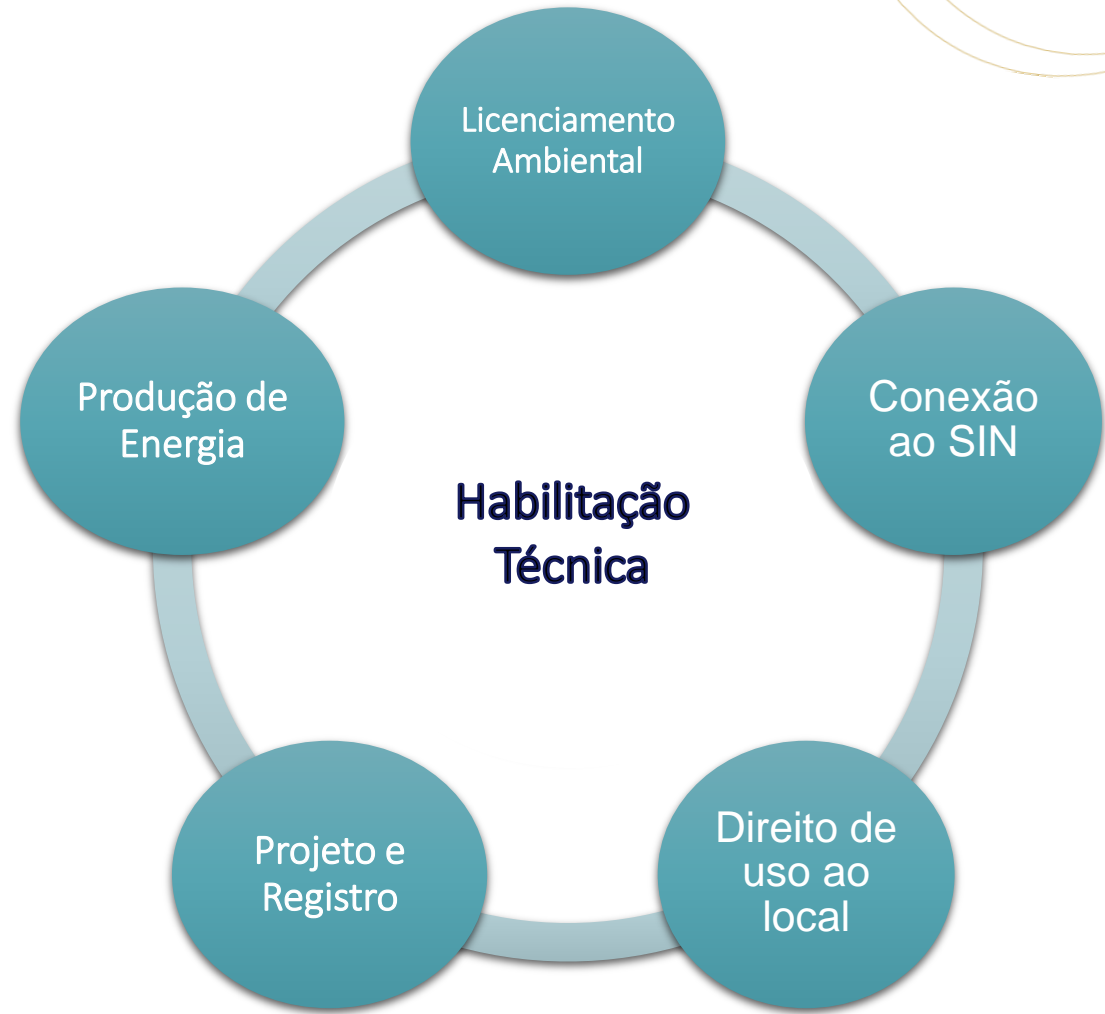 Licenciamento
Ambiental
Conexão
ao SIN
Direito de
uso ao
local
Projeto e
Registro
Produção de
Energia
Habilitação
Técnica